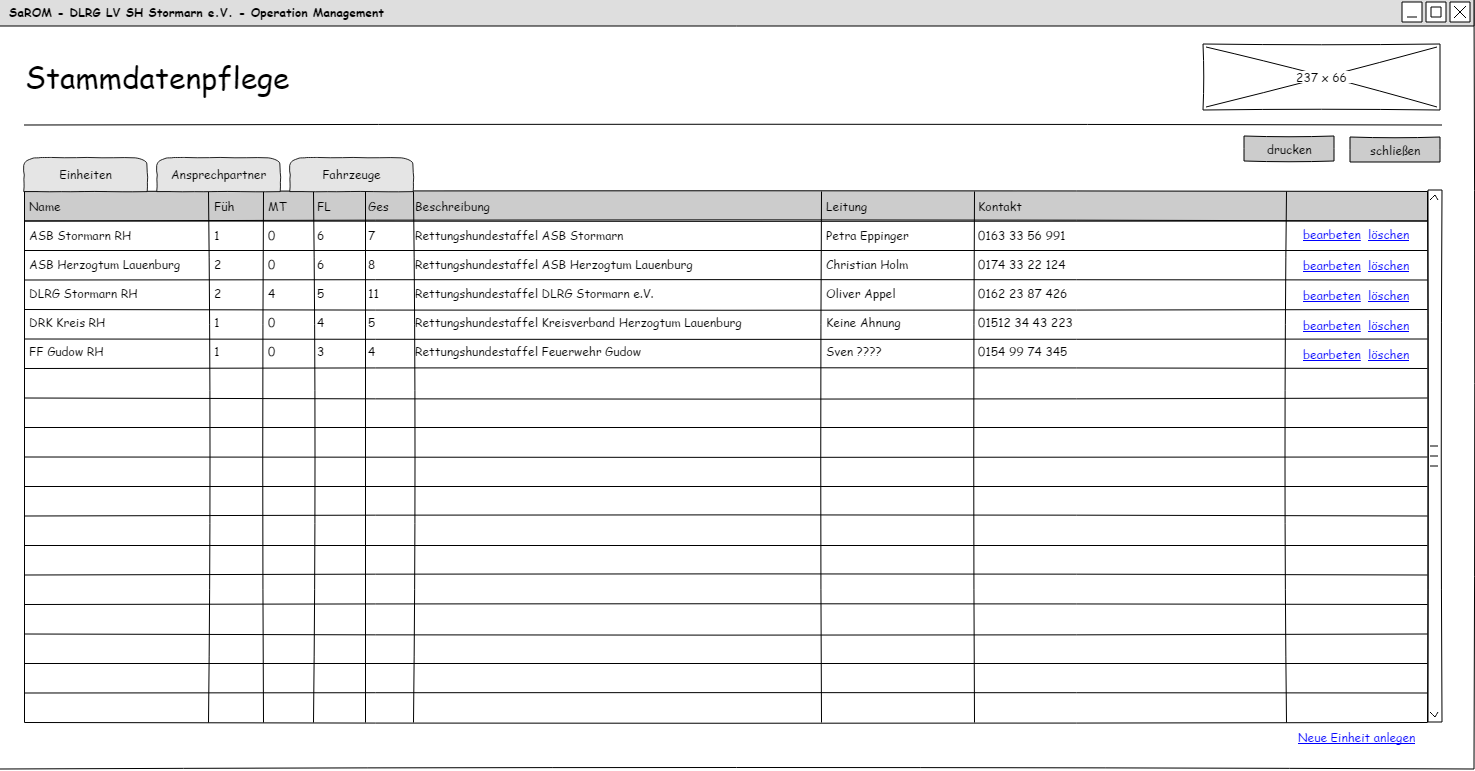 SaROM - DLRG LV SH Stormarn e.V. - Operation Management
Stammdatenpflege
237 x 66
drucken schließen
Einheiten Ansprechpartner Fahrzeuge
Name Füh MT FL Ges Beschreibung Leitung Kontakt
ASB Stormarn RH 1 0 6 7 Rettungshundestaffel ASB Stormarn Petra Eppinger 0163 33 56 991 bearbeiten löschen
ASB Herzogtum Lauenburg 2 0 6 8 Rettungshundestaffel ASB Herzogtum Lauenburg Christian Holm 0174 33 22 124 bearbeiten löschen
DLRG Stormarn RH 2 4 5 11 Rettungshundestaffel DLRG Stormarn e.V. Oliver Appel 0162 23 87 426 bearbeiten löschen
DRK Kreis RH 1 0 4 5 Rettungshundestaffel Kreisverband Herzogtum Lauenburg Keine Ahnung 01512 34 43 223 bearbeiten löschen
FF Gudow RH 1 0 3 4 Rettungshundestaffel Feuerwehr Gudow Sven ???? 0154 99 74 345 bearbeiten löschen
Neue Einheit anlegen